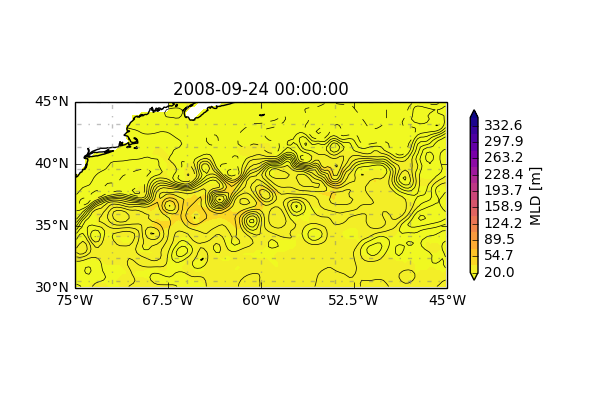 2008-09-24 00:00:00
45°N
40°N
35°N
30°N
75°W
67.5°W
60°W
52.5°W
45°W
332.6
297.9
263.2
228.4
193.7
158.9
124.2
89.5
54.7
20.0
MLD [m]